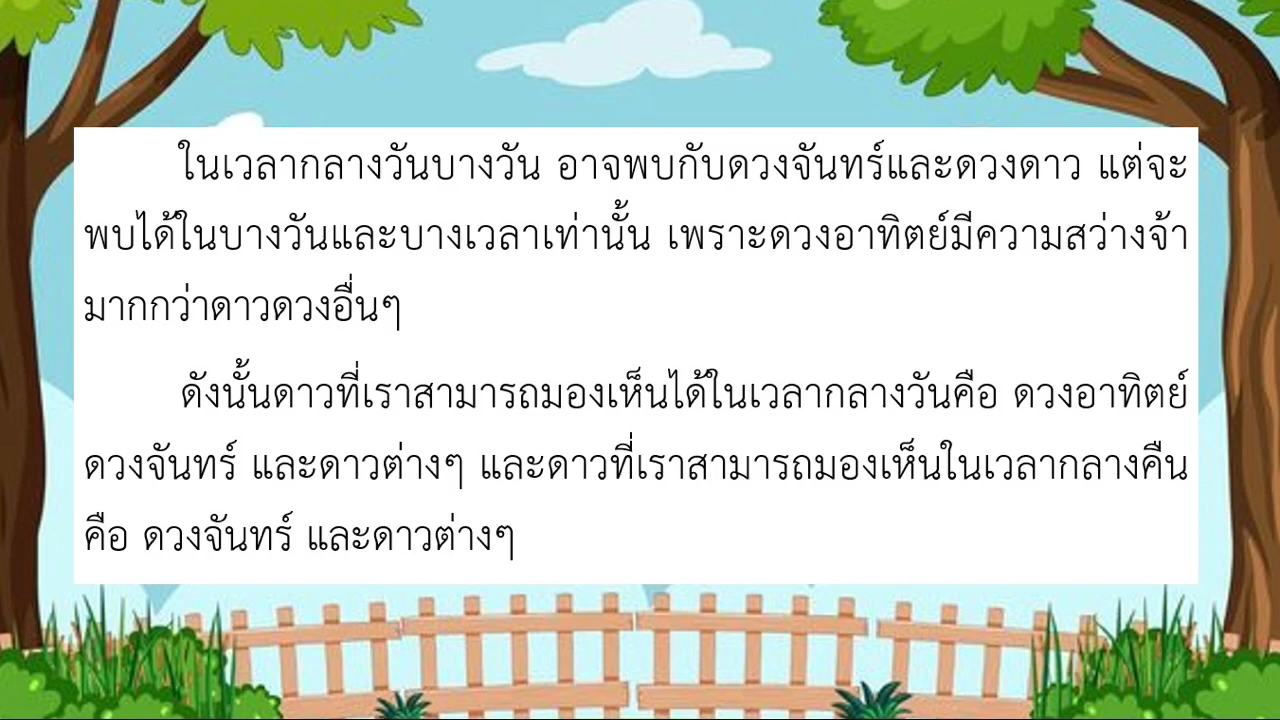 ในเวลากลางวันบางวัน อาจพบกับดวงจันทร์และดวงดาว แต่จะ
พบได้ในบางวันและบางเวลาเท่านั้น เพราะดวงอาทิตย์มีความสว่างจ้า
มากกว่าดาวดวงอื่นๆ
ดังนั้นดาวที่เราสามารถมองเห็นได้ในเวลากลางวันคือ ดวงอาทิตย์
ดวงจันทร์ และดาวต่างๆ และดาวที่เราสามารถมองเห็นในเวลากลางคืน
คือ ดวงจันทร์ และดาวต่างๆ